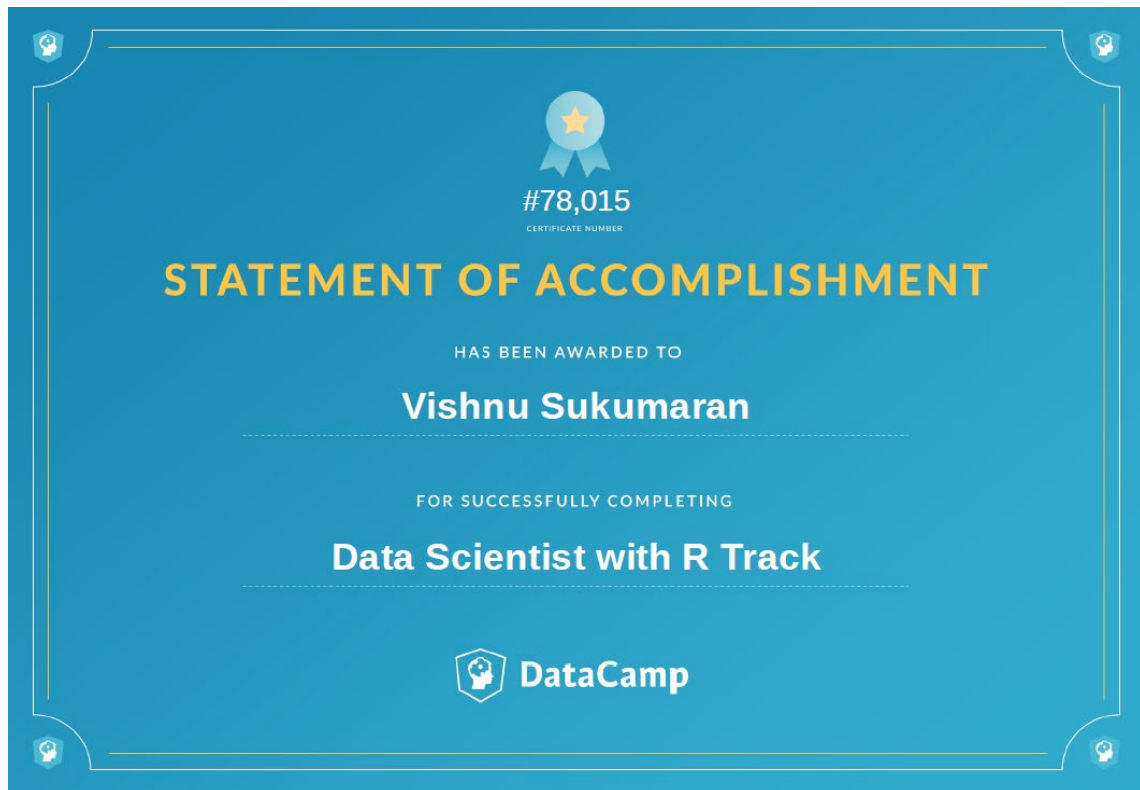 #78,015
CERTIFICATE NUMBER
STATEMENT OF ACCOMPLISHMENT
HAS BEEN AWARDED TO
Vishnu Sukumaran
FOR SUCCESSFULLY COMPLETING
Data Scientist with R Track
DataCamp